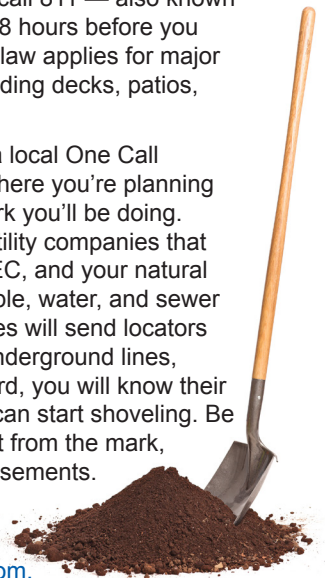 call 811 — also known
8 hours before you
law applies for major
ding decks, patios,
local One Call
here you're planning
rk you'll be doing.
tility companies that
EC, and your natural
ble, water, and sewer
es will send locators
nderground lines,
rd, you will know their
can start shoveling. Be
t from the mark,
sements.
om.